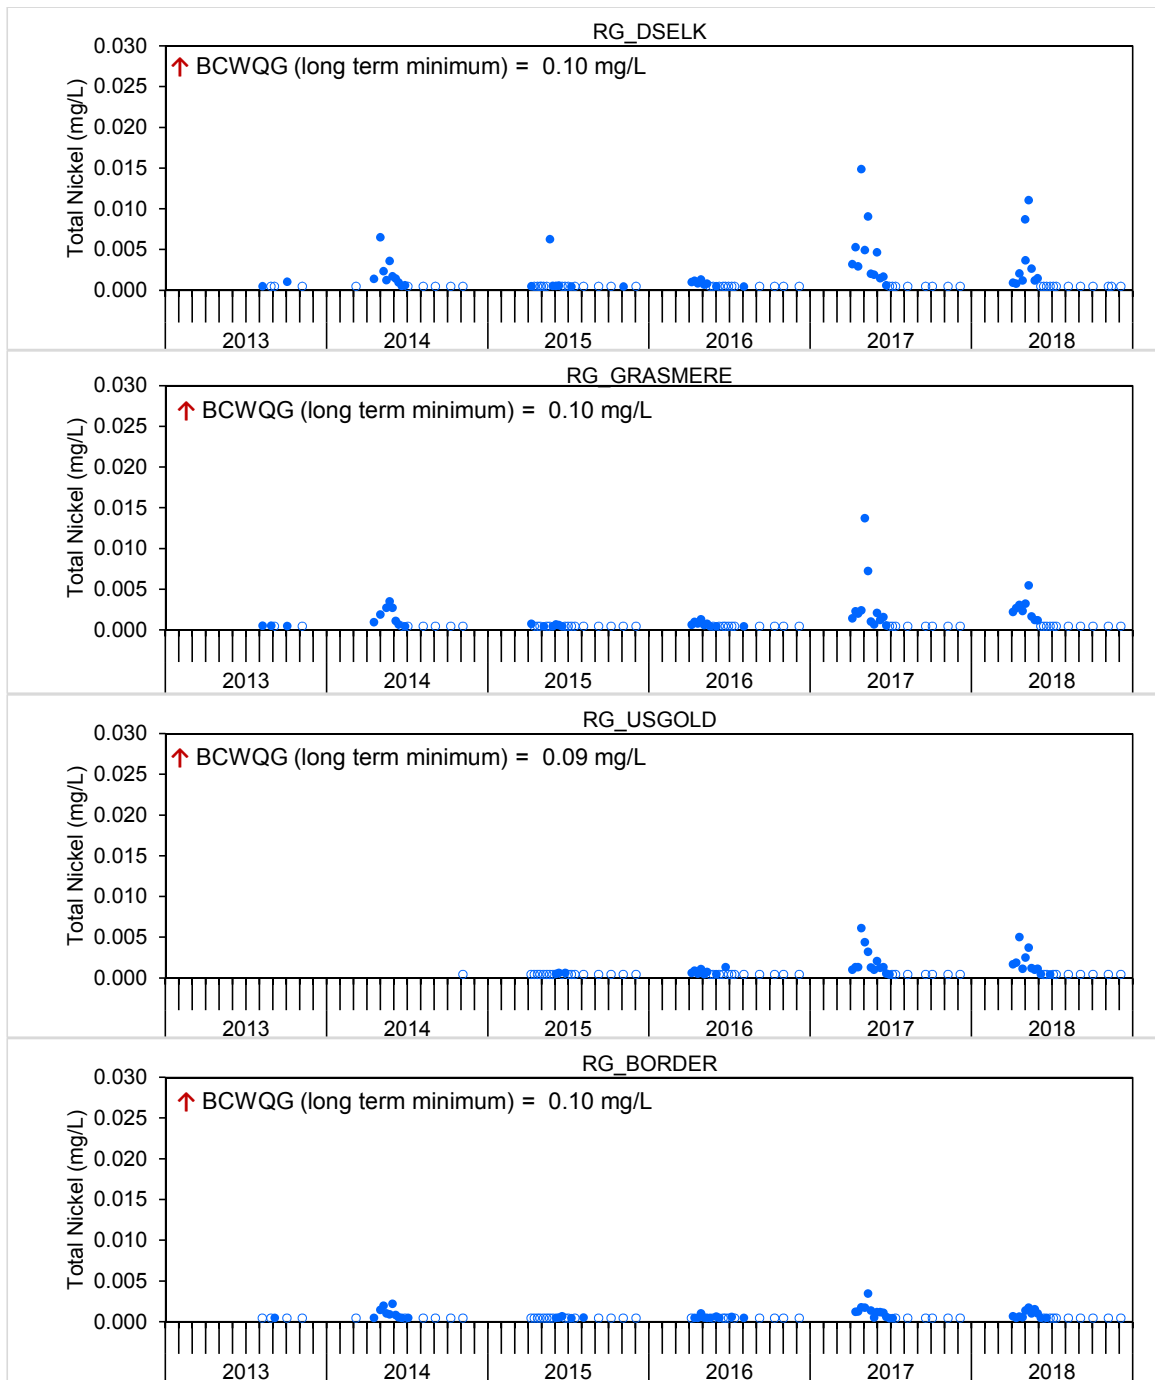 RG_DSELK
Total Nickel (mg/L)
0.030
0.025
0.020
0.015
0.010
0.005
0.000
↑ BCWQG (long term minimum) = 0.10 mg/L
2013 2014 2015 2016 2017 2018
RG_GRASMERE
Total Nickel (mg/L)
0.030
0.025
0.020
0.015
0.010
0.005
0.000
↑ BCWQG (long term minimum) = 0.10 mg/L
2013 2014 2015 2016 2017 2018
RG_USGOLD
Total Nickel (mg/L)
0.030
0.025
0.020
0.015
0.010
0.005
0.000
↑ BCWQG (long term minimum) = 0.09 mg/L
2013 2014 2015 2016 2017 2018
RG_BORDER
Total Nickel (mg/L)
0.030
0.025
0.020
0.015
0.010
0.005
0.000
↑ BCWQG (long term minimum) = 0.10 mg/L
2013 2014 2015 2016 2017 2018